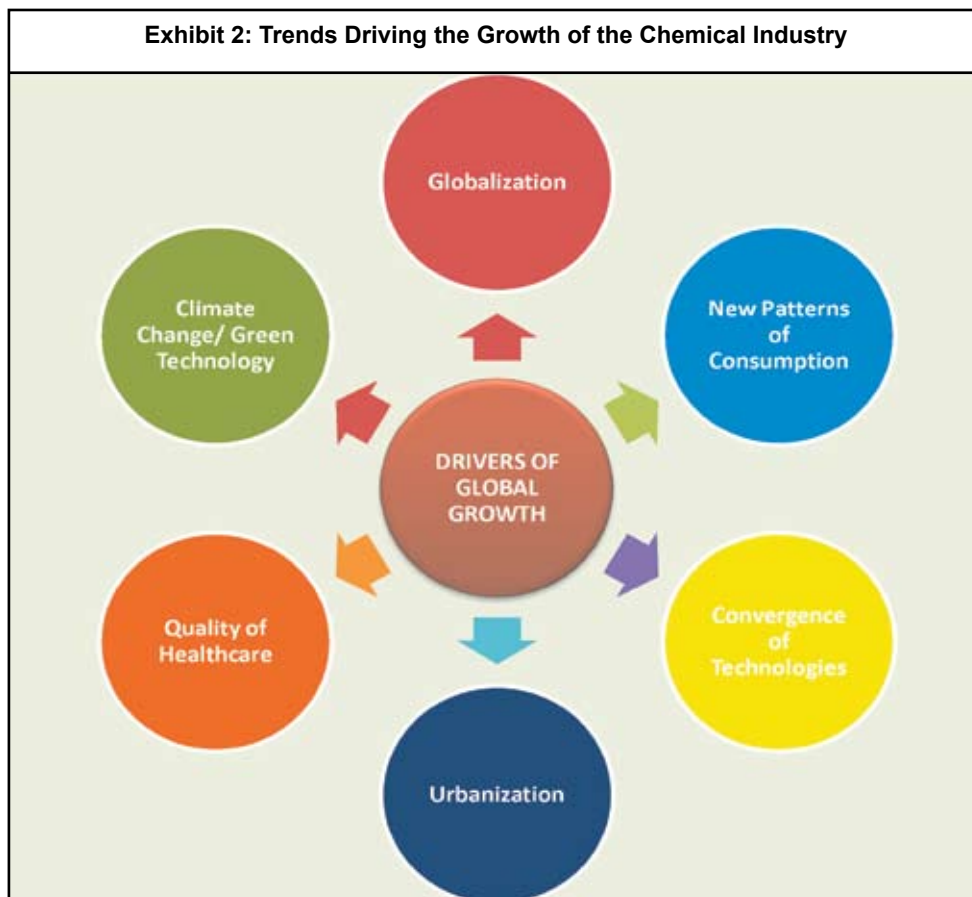 Exhibit 2: Trends Driving the Growth of the Chemical Industry
Globalization
New Patterns
of
Consumption
Convergence
of
Technologies
Urbanization
Quality of
Healthcare
Climate
Change/ Green
Technology
DRIVERS OF
GLOBAL
GROWTH